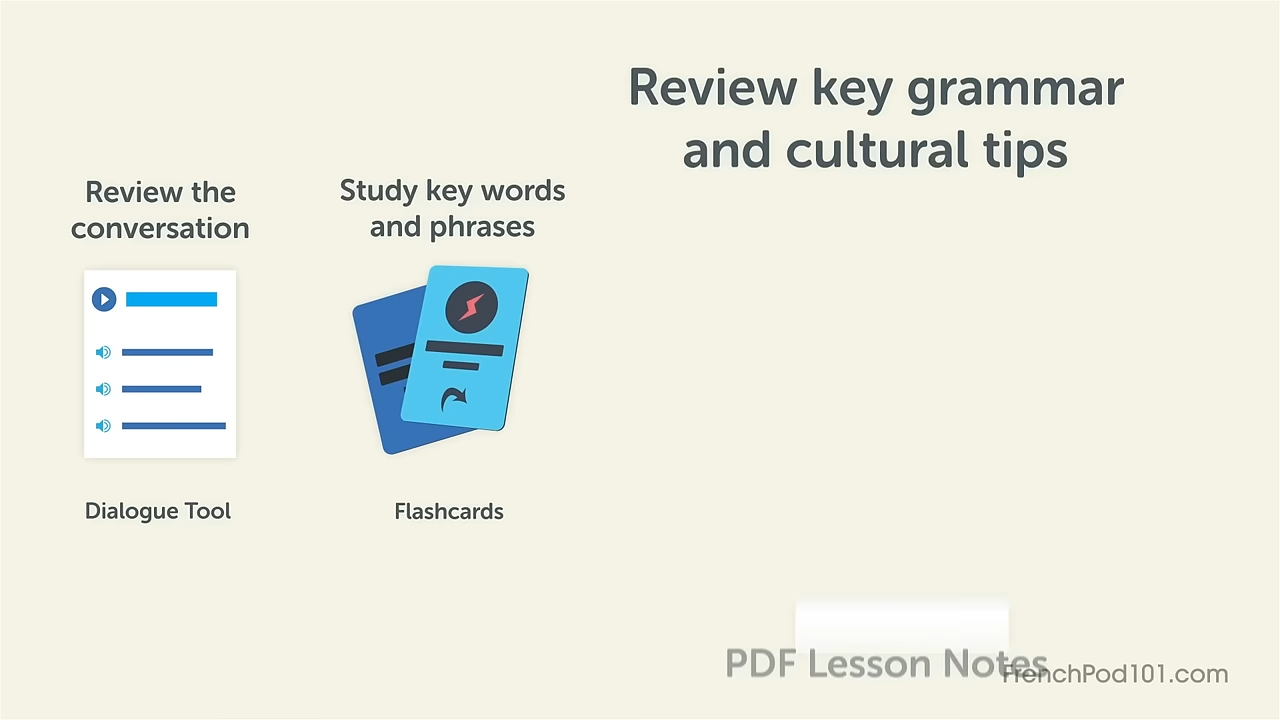 Review key grammar
and cultural tips
Review the
conversation
Study key words
and phrases
Dialogue Tool
Flashcards
PDF Lesson Notes
FrenchPod101.com